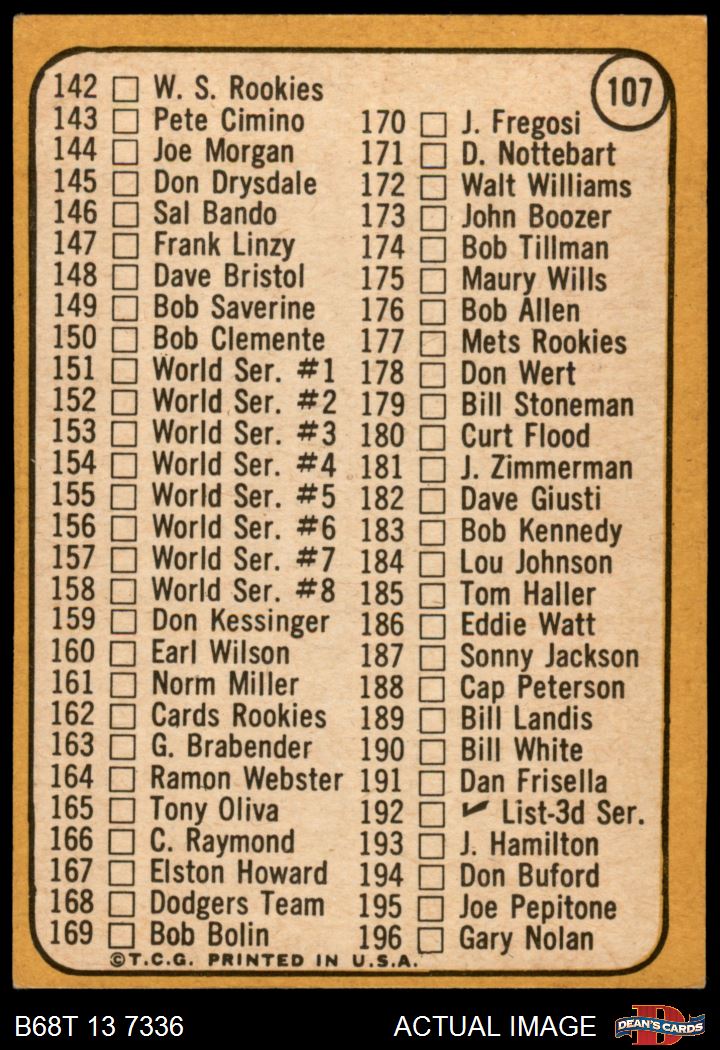 107
142 W. S. Rookies
143 Pete Cimino
144 Joe Morgan
145 Don Drysdale
146 Sal Bando
147 Frank Linzy
148 Dave Bristol
149 Bob Saverine
150 Bob Clemente
151 World Ser. #1
152 World Ser. #2
153 World Ser. #3
154 World Ser. #4
155 World Ser. #5
156 World Ser. #6
157 World Ser. #7
158 World Ser. #8
159 Don Kessinger
160 Earl Wilson
161 Norm Miller
162 Cards Rookies
163 G. Brabender
164 Ramon Webster
165 Tony Oliva
166 C. Raymond
167 Elston Howard
168 Dodgers Team
169 Bob Bolin
170 J. Fregosi
171 D. Nottebart
172 Walt Williams
173 John Boozer
174 Bob Tillman
175 Maury Wills
176 Bob Allen
177 Mets Rookies
178 Don Wert
179 Bill Stoneman
180 Curt Flood
181 J. Zimmerman
182 Dave Giusti
183 Bob Kennedy
184 Lou Johnson
185 Tom Haller
186 Eddie Watt
187 Sonny Jackson
188 Cap Peterson
189 Bill Landis
190 Bill White
191 Dan Frisella
192 ✓ List-3d Ser.
193 J. Hamilton
194 Don Buford
195 Joe Pepitone
196 Gary Nolan
©T.C.G. PRINTED IN U.S.A.
B68T 13 7336
ACTUAL IMAGE
D
DEAN'S CARDS